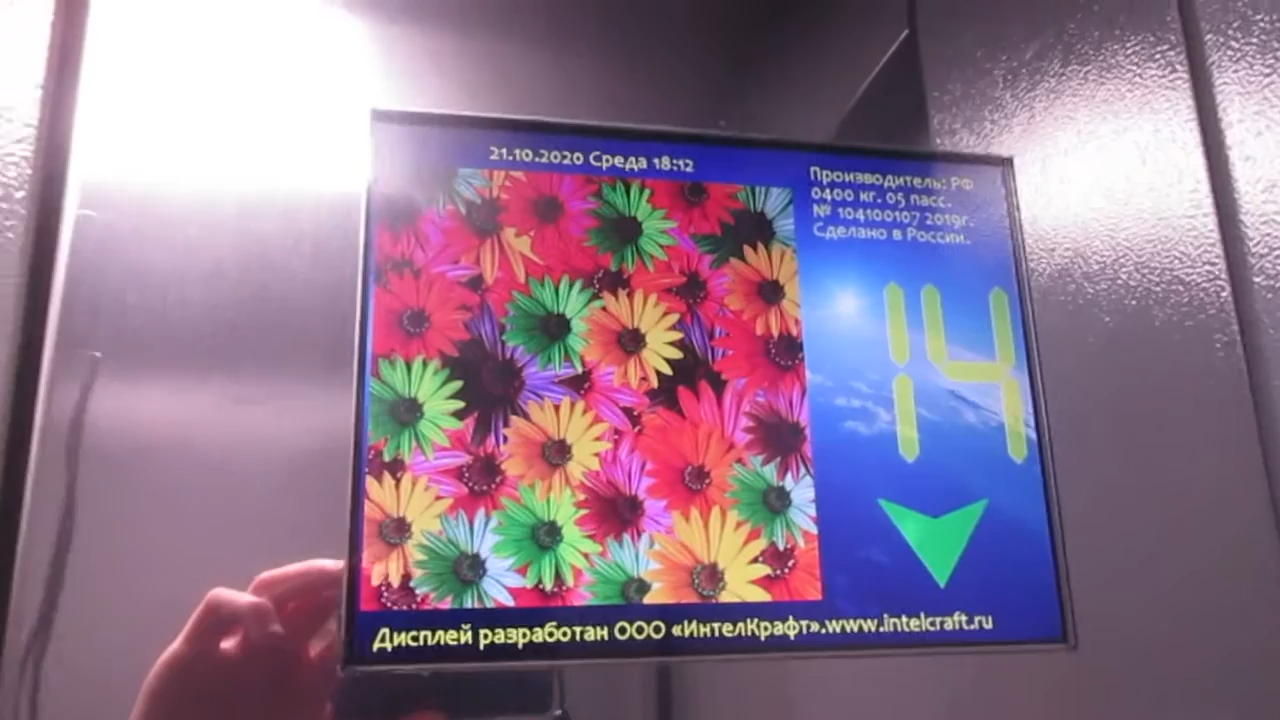 21.10.2020 Среда 18:12
Производитель: РФ
0400 кг. 05 пасс.
№ 104100107 2019г.
Сделано в России.
14
Дисплей разработан ООО «ИнтелКрафт».www.intelcraft.ru